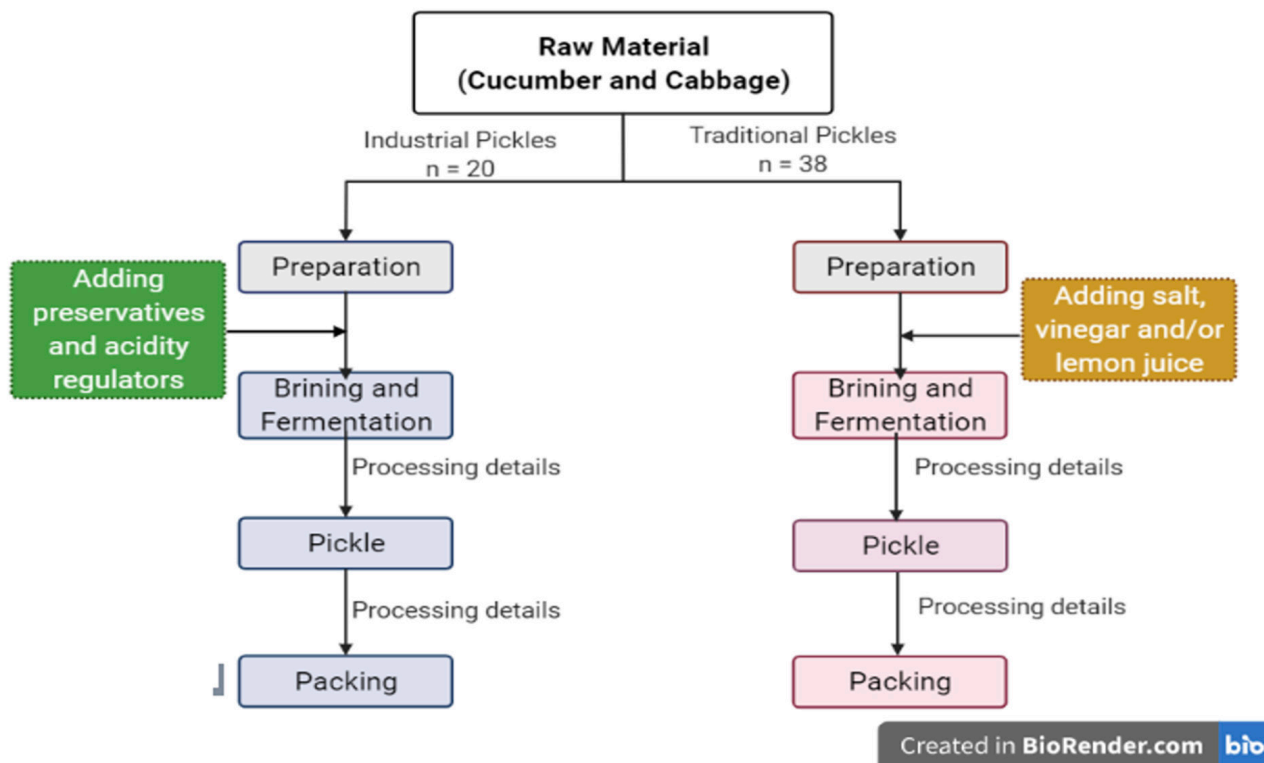 Raw Material
(Cucumber and Cabbage)
Industrial Pickles
n = 20
Traditional Pickles
n = 38
Preparation
Preparation
Adding
preservatives
and acidity
regulators
Adding salt,
vinegar and/or
lemon juice
Brining and
Fermentation
Brining and
Fermentation
Processing details
Processing details
Pickle
Pickle
Processing details
Processing details
Packing
Packing
Created in BioRender.com bio